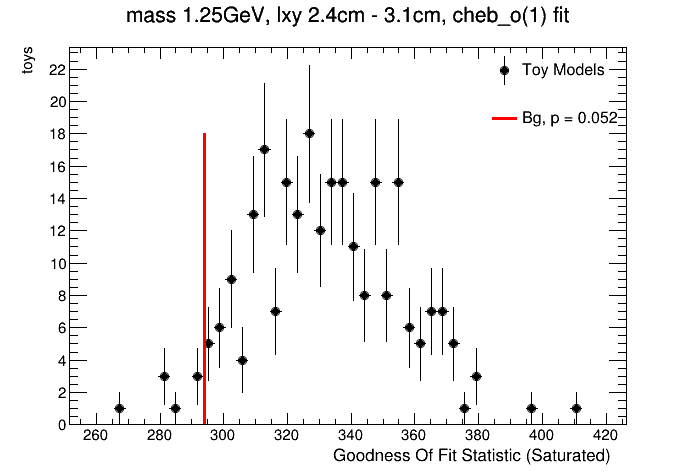 mass 1.25GeV, lxy 2.4cm - 3.1cm, cheb_o(1) fit
toys
22
20
18
16
14
12
10
8
6
4
2
0
Toy Models
Bg, p = 0.052
260 280 300 320 340 360 380 400 420
Goodness Of Fit Statistic (Saturated)